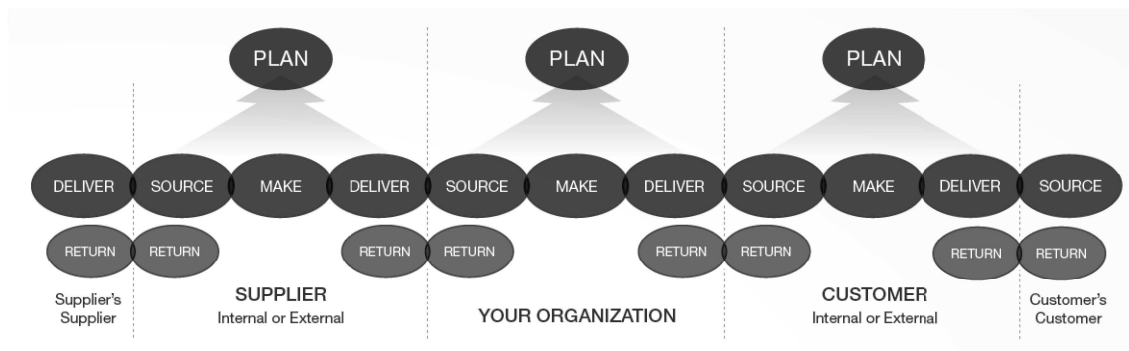 PLAN PLAN PLAN
DELIVER SOURCE MAKE DELIVER SOURCE MAKE DELIVER SOURCE MAKE DELIVER SOURCE
RETURN RETURN RETURN RETURN RETURN RETURN RETURN RETURN
Supplier's
Supplier
SUPPLIER
Internal or External
YOUR ORGANIZATION
CUSTOMER
Internal or External
Customer's
Customer